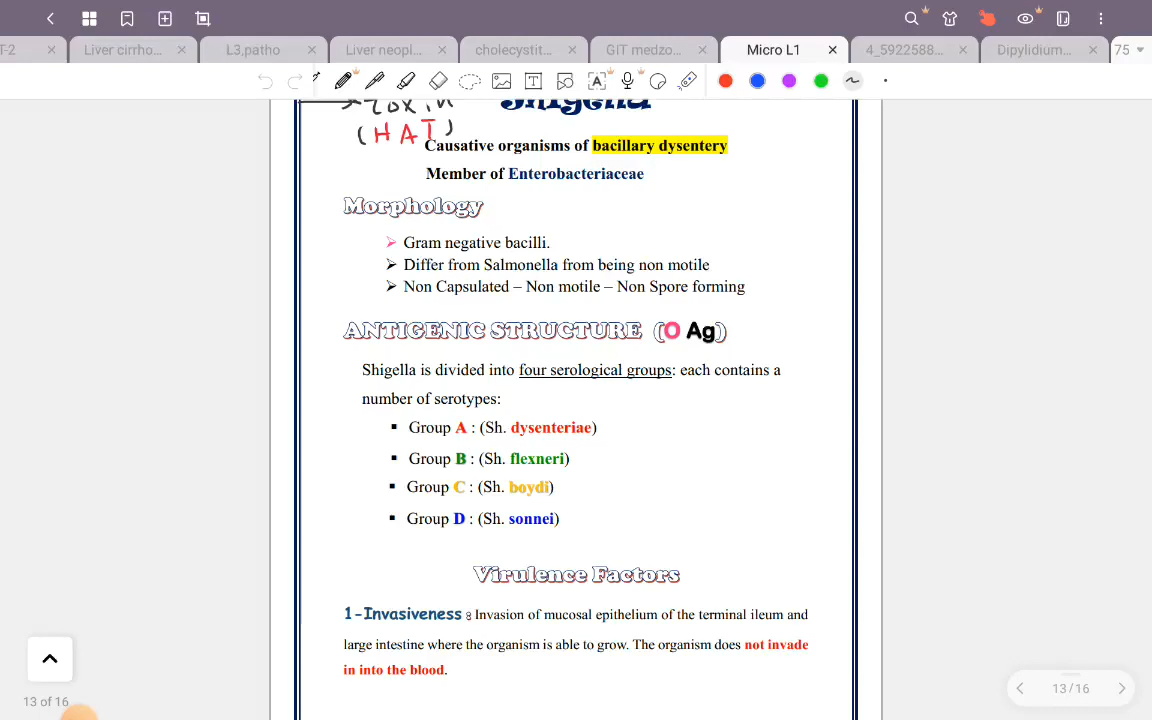 T-2
Liver cirrho...
L3,patho
Liver neopl...
cholecystit...
GIT medzo...
Micro L1
4_5922588...
Dipylidium...
75
→ toxin
(HAT)
Shigella
Causative organisms of bacillary dysentery
Member of Enterobacteriaceae
Morphology
➢ Gram negative bacilli.
➢ Differ from Salmonella from being non motile
➢ Non Capsulated – Non motile – Non Spore forming
ANTIGENIC STRUCTURE (O Ag)
Shigella is divided into four serological groups: each contains a
number of serotypes:
▪ Group A : (Sh. dysenteriae)
▪ Group B : (Sh. flexneri)
▪ Group C : (Sh. boydi)
▪ Group D : (Sh. sonnei)
Virulence Factors
1-Invasiveness : Invasion of mucosal epithelium of the terminal ileum and
large intestine where the organism is able to grow. The organism does not invade
in into the blood.
13 of 16
13/16